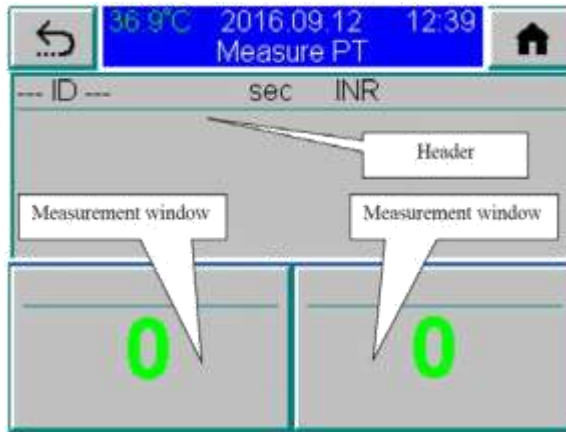 36.9°C 2016.09.12 12:39
Measure PT
--- ID --- sec INR
Header
Measurement window Measurement window
0 0